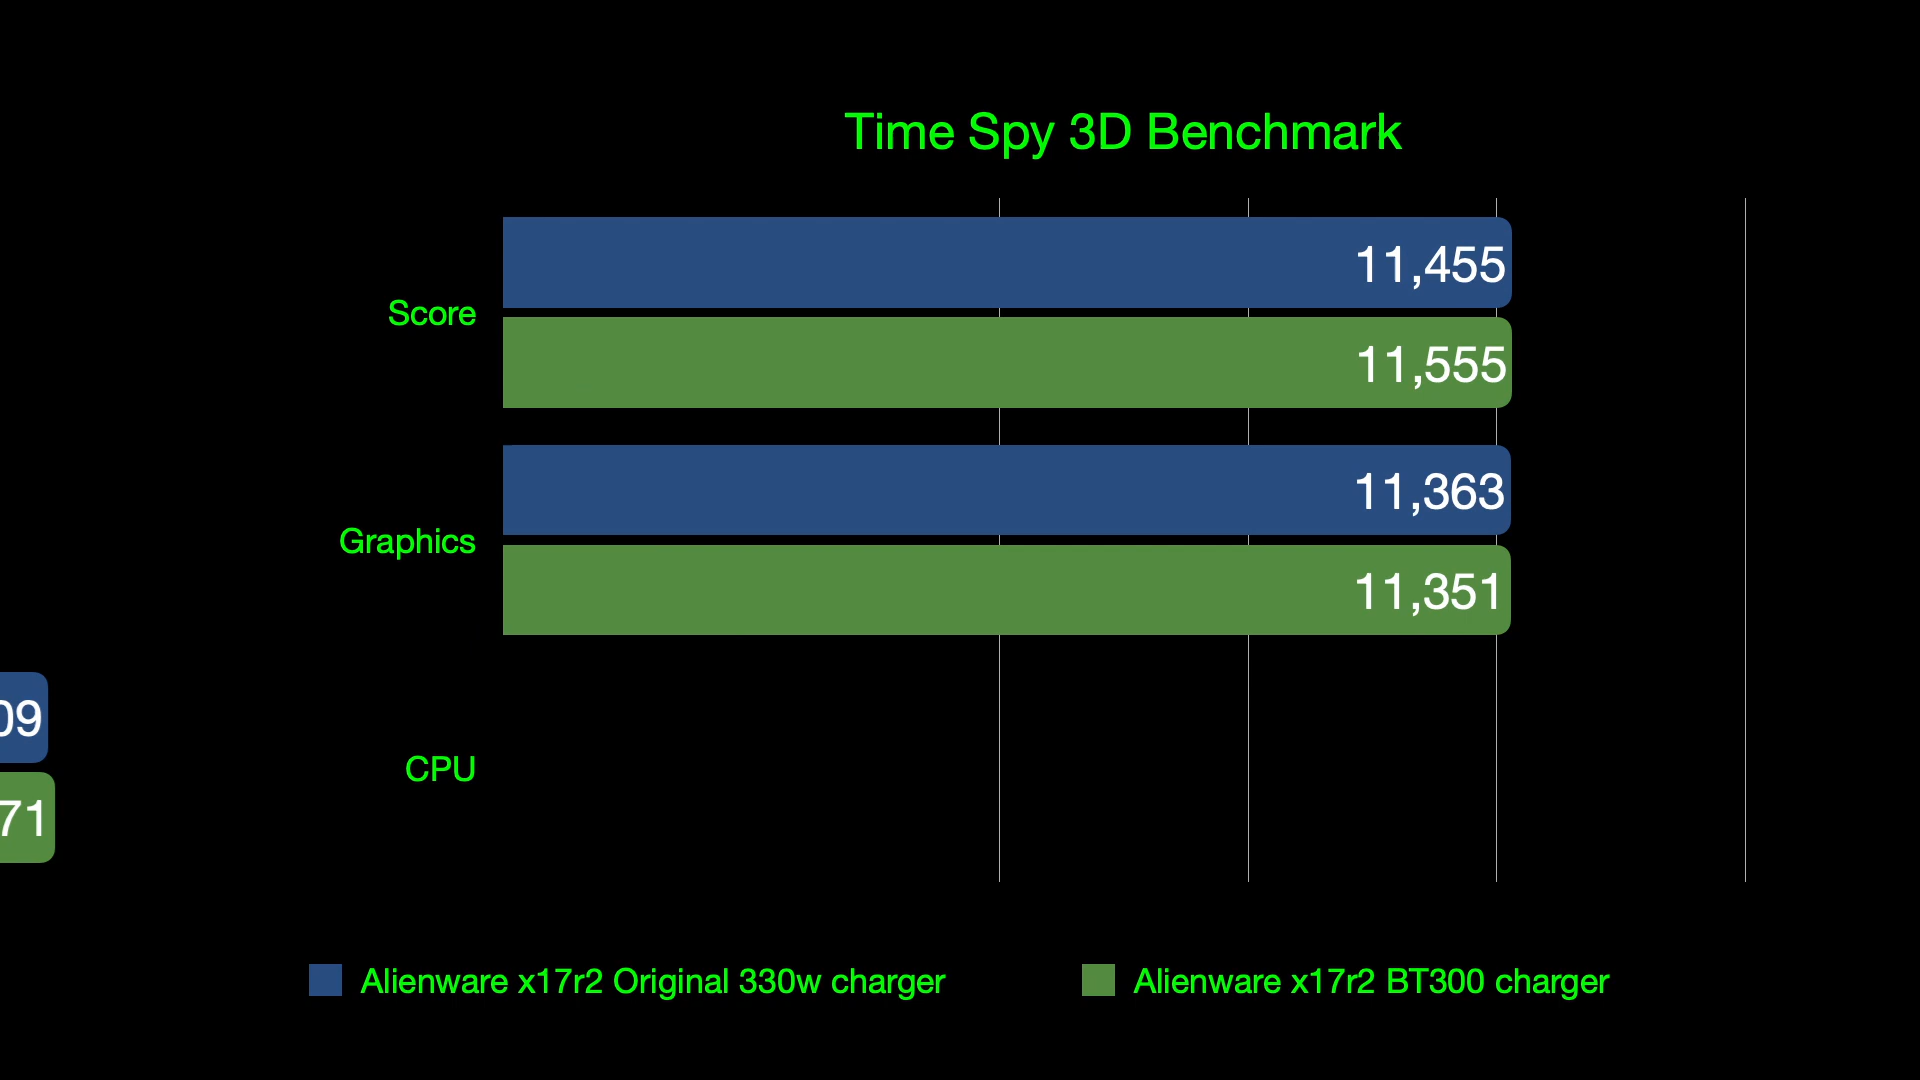 Time Spy 3D Benchmark
11,455
Score
11,555
11,363
Graphics
11,351
09
CPU
71
Alienware x17r2 Original 330w charger
Alienware x17r2 BT300 charger